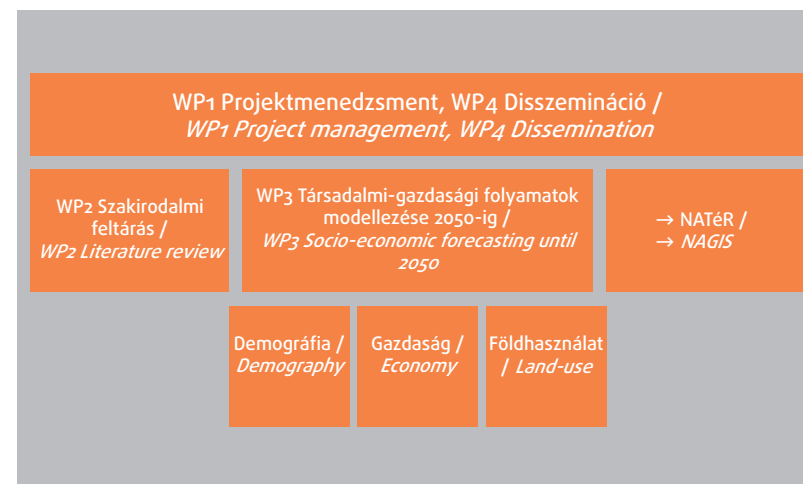 WP1 Projektmenedzsment, WP4 Disszemináció /
WP1 Project management, WP4 Dissemination
WP2 Szakirodalmi
feltárás /
WP2 Literature review
WP3 Társadalmi-gazdasági folyamatok
modellezése 2050-ig /
WP3 Socio-economic forecasting until
2050
→ NATéR /
→ NAGIS
Demográfia /
Demography
Gazdaság /
Economy
Földhasználat
/ Land-use